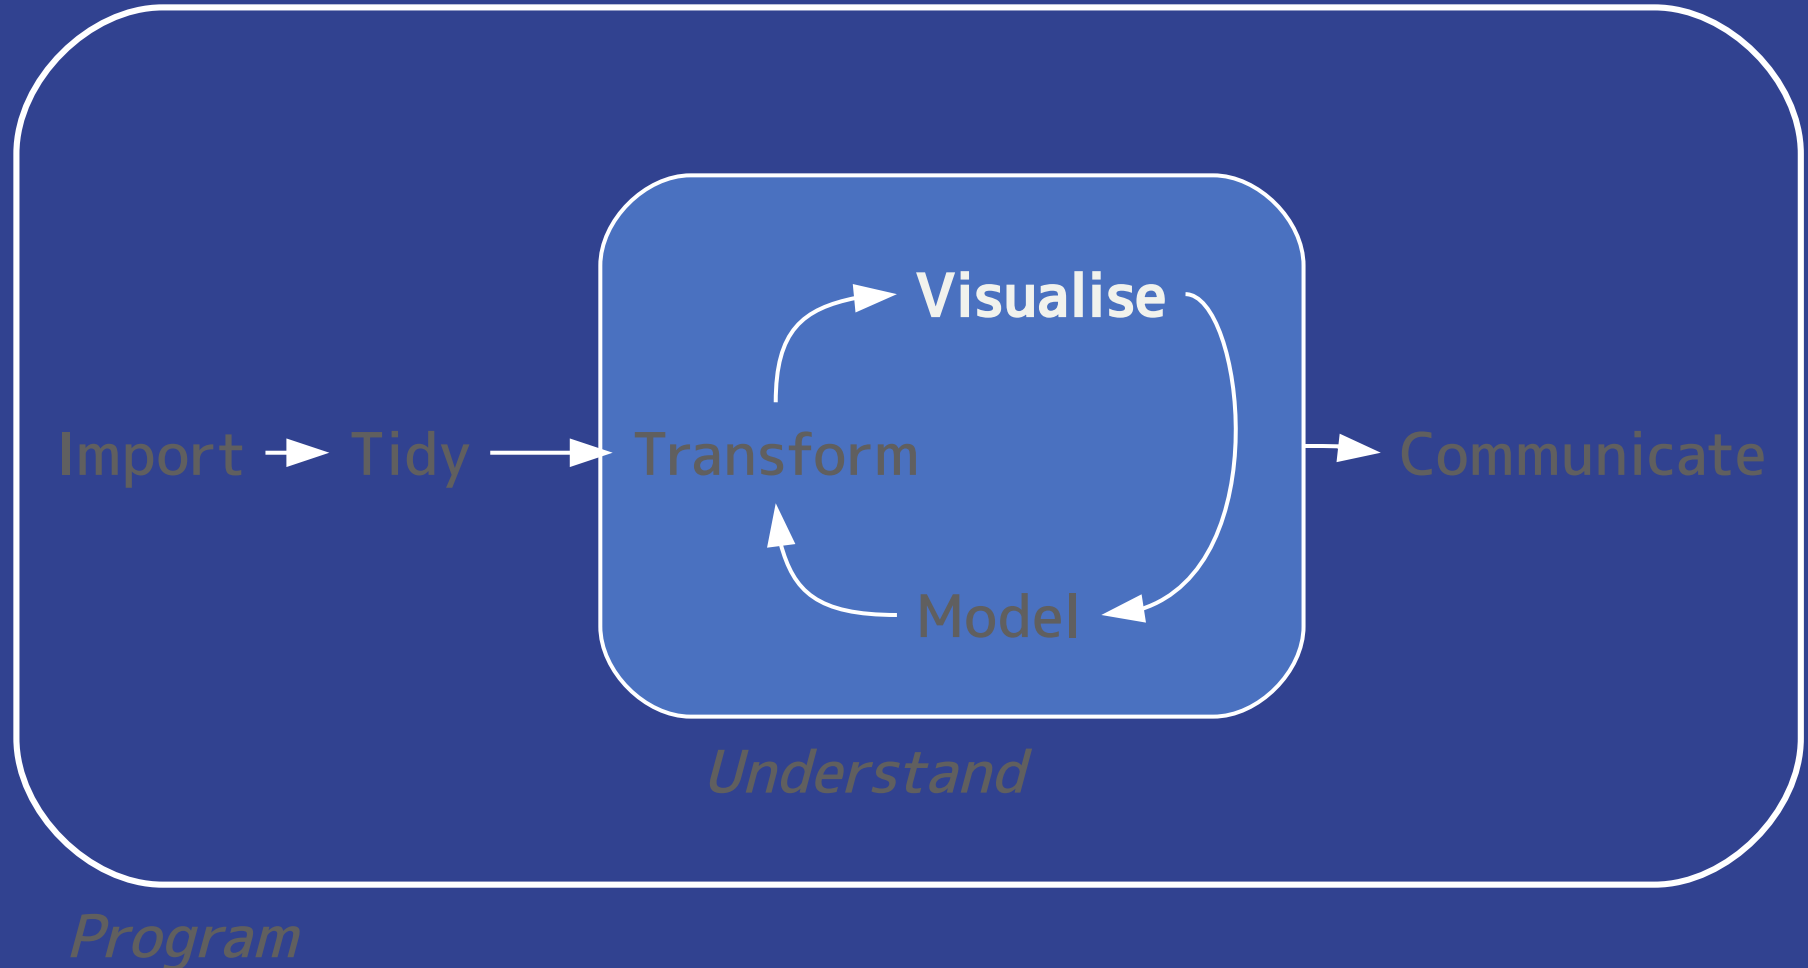 Visualise
Import
Tidy
Transform
Communicate
Model
Understand
Program